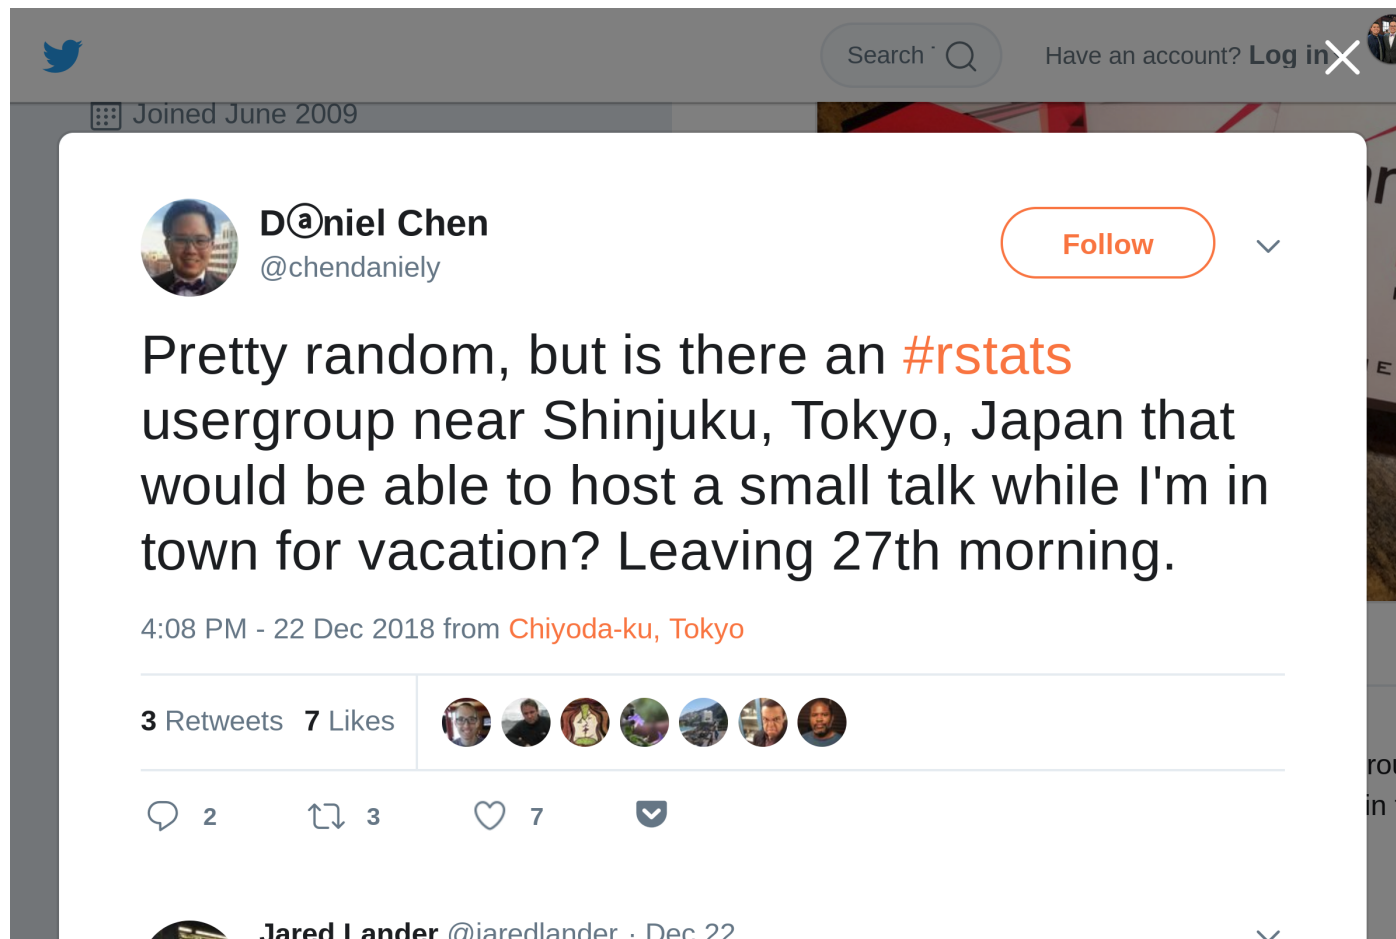 Search
Have an account? Log in
Joined June 2009
Dⓐniel Chen
@chendaniely
Follow
Pretty random, but is there an #rstats
usergroup near Shinjuku, Tokyo, Japan that
would be able to host a small talk while I'm in
town for vacation? Leaving 27th morning.
4:08 PM - 22 Dec 2018 from Chiyoda-ku, Tokyo
3 Retweets 7 Likes
2 3 7
in
Jared Lander @jaredlander · Dec 22